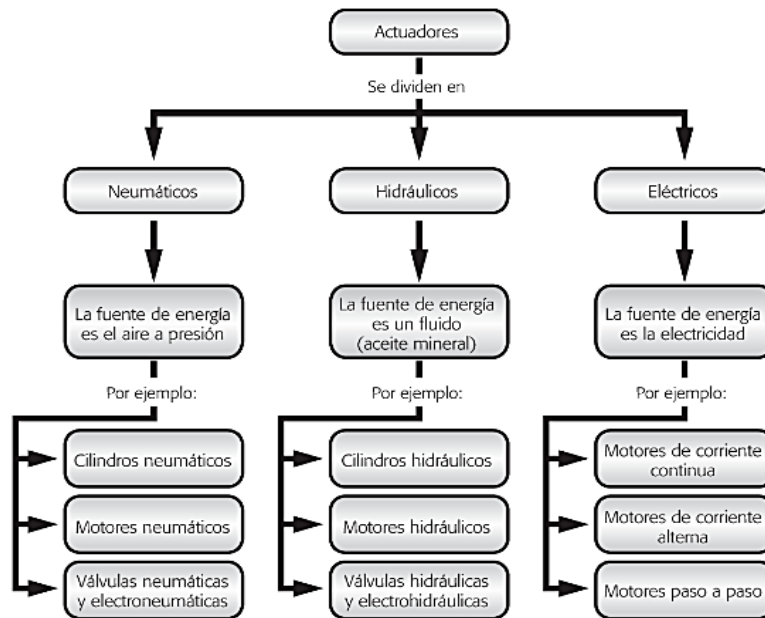 Actuadores
Se dividen en
Neumáticos
Hidráulicos
Eléctricos
La fuente de energía
es el aire a presión
La fuente de energía
es un fluido
(aceite mineral)
La fuente de energía
es la electricidad
Por ejemplo:
Por ejemplo:
Por ejemplo:
Cilindros neumáticos
Motores neumáticos
Válvulas neumáticas
y electroneumáticas
Cilindros hidráulicos
Motores hidráulicos
Válvulas hidráulicas
y electrohidráulicas
Motores de corriente
continua
Motores de corriente
alterna
Motores paso a paso